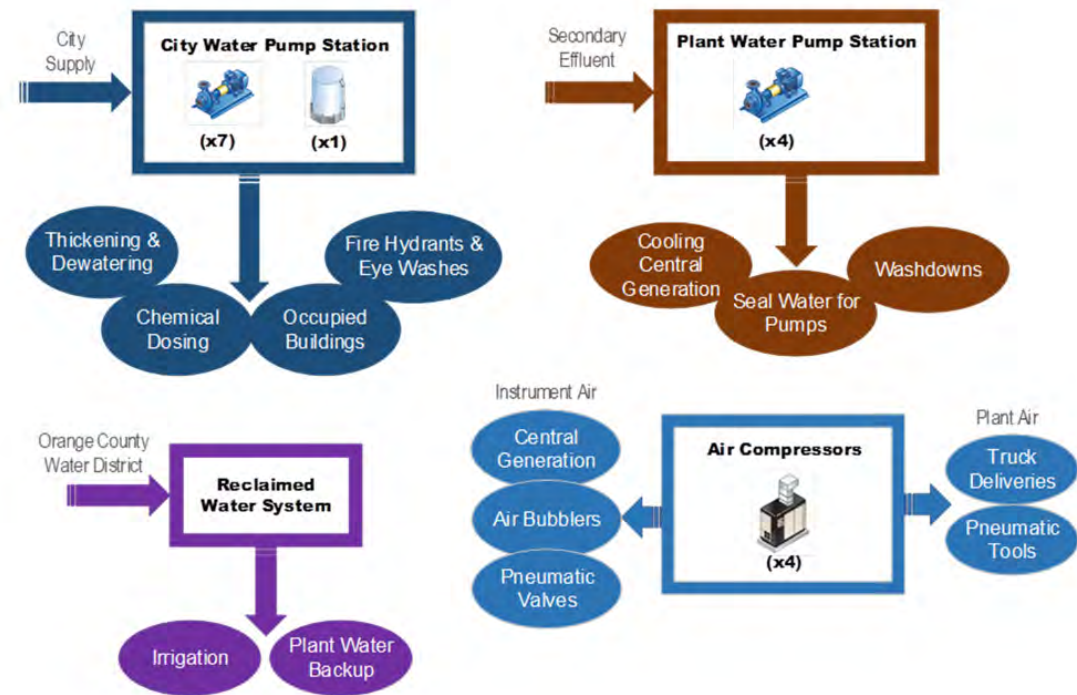 City
Supply
City Water Pump Station
(x7)
(x1)
Thickening &
Dewatering
Chemical
Dosing
Occupied
Buildings
Fire Hydrants &
Eye Washes
Secondary
Effluent
Plant Water Pump Station
(x4)
Cooling
Central
Generation
Seal Water for
Pumps
Washdowns
Orange County
Water District
Reclaimed
Water System
Irrigation
Plant Water
Backup
Instrument Air
Central
Generation
Air Bubblers
Pneumatic
Valves
Air Compressors
(x4)
Plant Air
Truck
Deliveries
Pneumatic
Tools